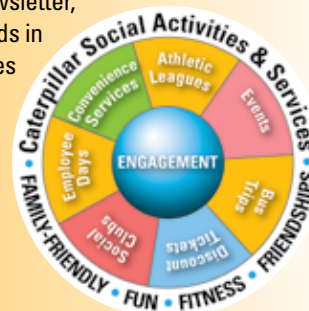 wsletter,
ds in
es
Caterpillar Social Activities & Services
Athletic
Leagues
Events
Bus
Trips
Discount
Tickets
Social
Clubs
Employee
Days
Convenience
Services
ENGAGEMENT
• FAMILY-FRIENDLY • FUN • FITNESS • FRIENDSHIPS •